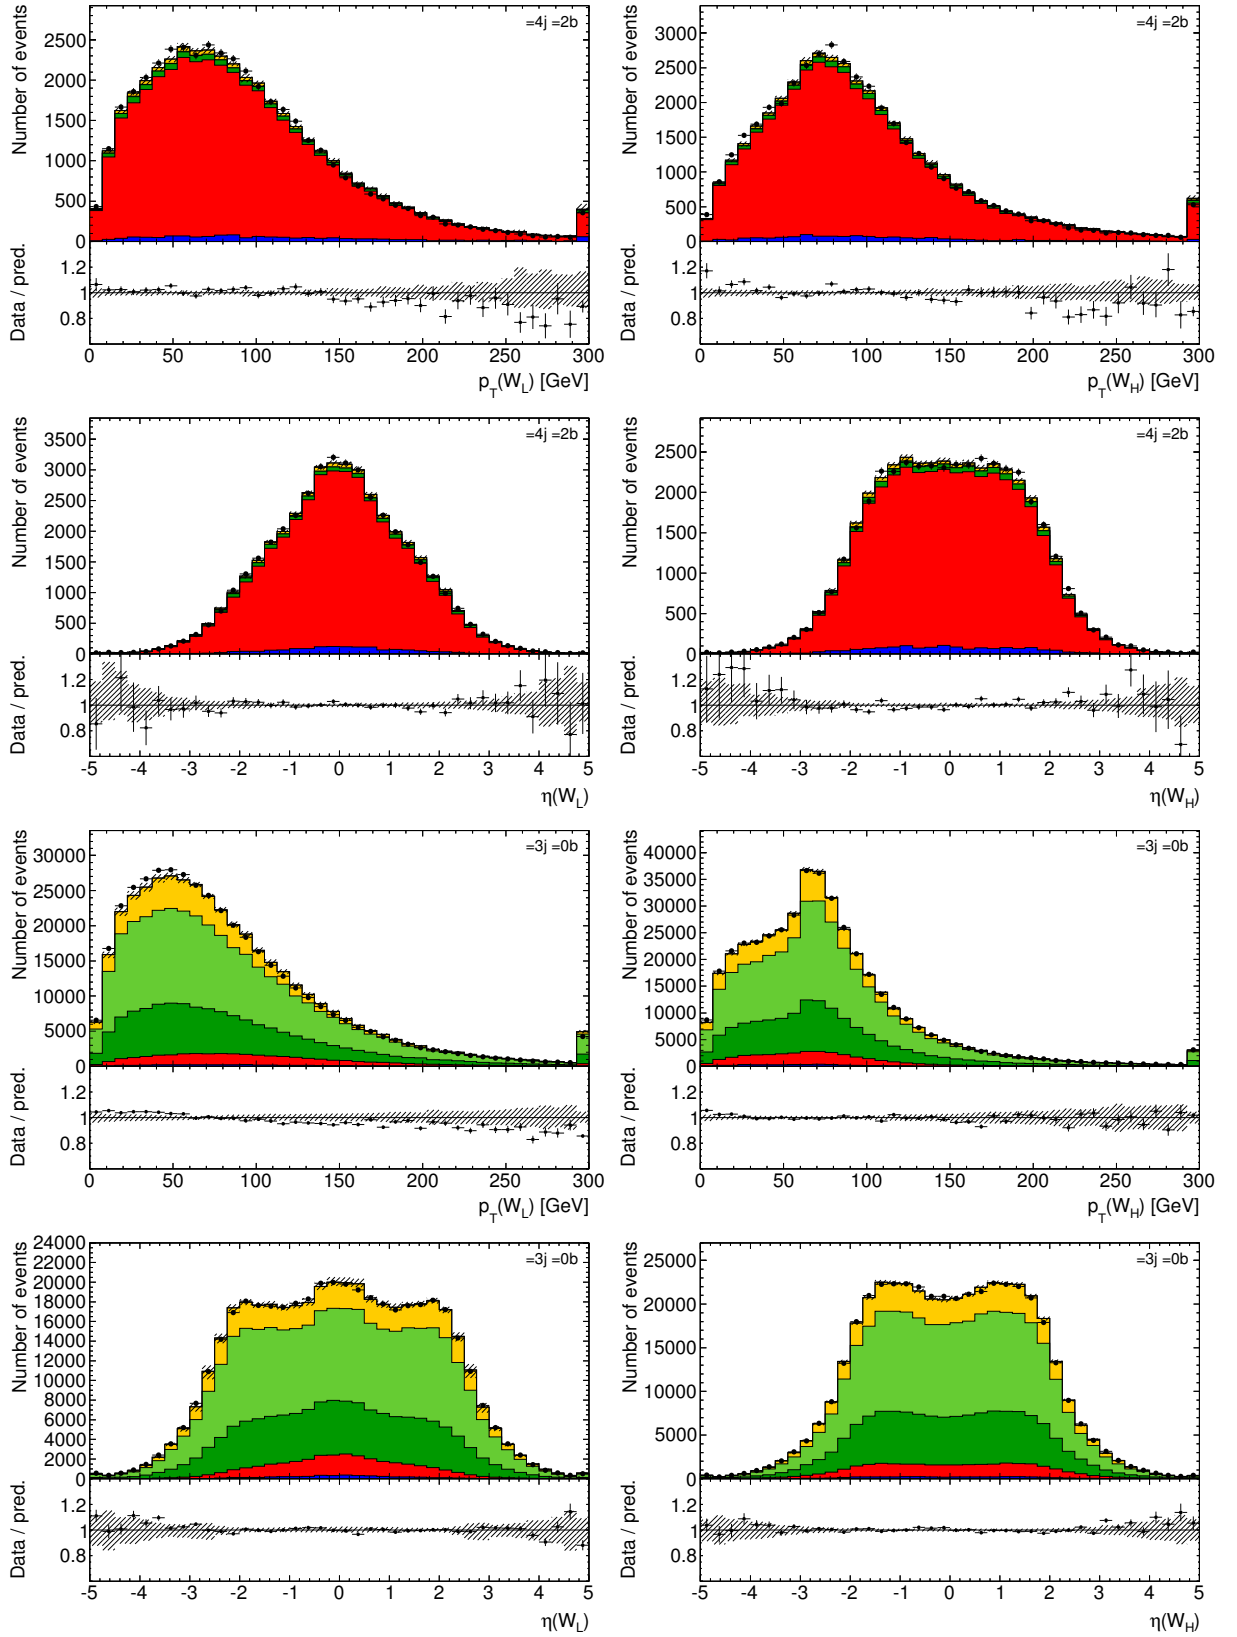 Number of events
2500
2000
1500
1000
500
0
=4j =2b
Data / pred.
1.2
1
0.8
0 50 100 150 200 250 300
p_T(W_L) [GeV]
Number of events
3000
2500
2000
1500
1000
500
0
=4j =2b
Data / pred.
1.2
1
0.8
0 50 100 150 200 250 300
p_T(W_H) [GeV]
Number of events
3500
3000
2500
2000
1500
1000
500
0
=4j =2b
Data / pred.
1.2
1
0.8
-5 -4 -3 -2 -1 0 1 2 3 4 5
η(W_L)
Number of events
2500
2000
1500
1000
500
0
=4j =2b
Data / pred.
1.2
1
0.8
-5 -4 -3 -2 -1 0 1 2 3 4 5
η(W_H)
Number of events
30000
25000
20000
15000
10000
5000
0
=3j =0b
Data / pred.
1.2
1
0.8
0 50 100 150 200 250 300
p_T(W_L) [GeV]
Number of events
40000
35000
30000
25000
20000
15000
10000
5000
0
=3j =0b
Data / pred.
1.2
1
0.8
0 50 100 150 200 250 300
p_T(W_H) [GeV]
Number of events
24000
22000
20000
18000
16000
14000
12000
10000
8000
6000
4000
2000
0
=3j =0b
Data / pred.
1.2
1
0.8
-5 -4 -3 -2 -1 0 1 2 3 4 5
η(W_L)
Number of events
25000
20000
15000
10000
5000
0
=3j =0b
Data / pred.
1.2
1
0.8
-5 -4 -3 -2 -1 0 1 2 3 4 5
η(W_H)